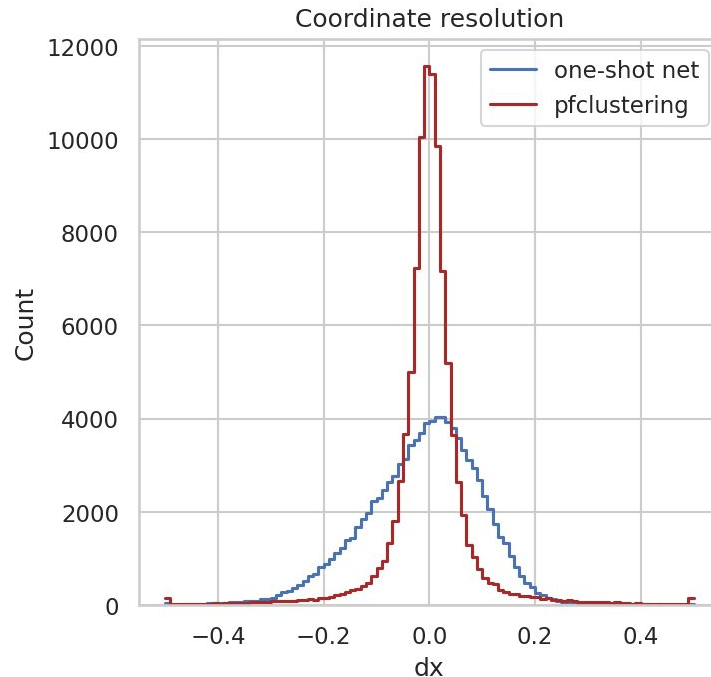 Coordinate resolution
one-shot net
pfclustering
Count
12000
10000
8000
6000
4000
2000
0
−0.4 −0.2 0.0 0.2 0.4
dx